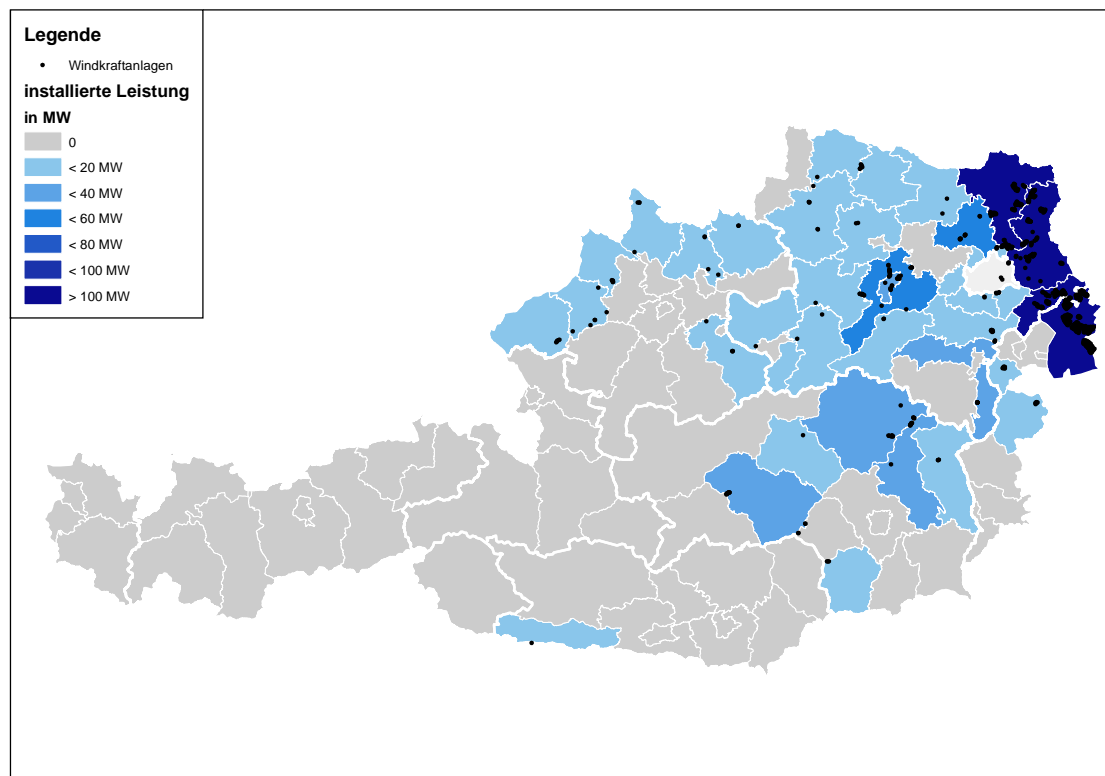 Legende
Windkraftanlagen
installierte Leistung
in MW
0
< 20 MW
< 40 MW
< 60 MW
< 80 MW
< 100 MW
> 100 MW